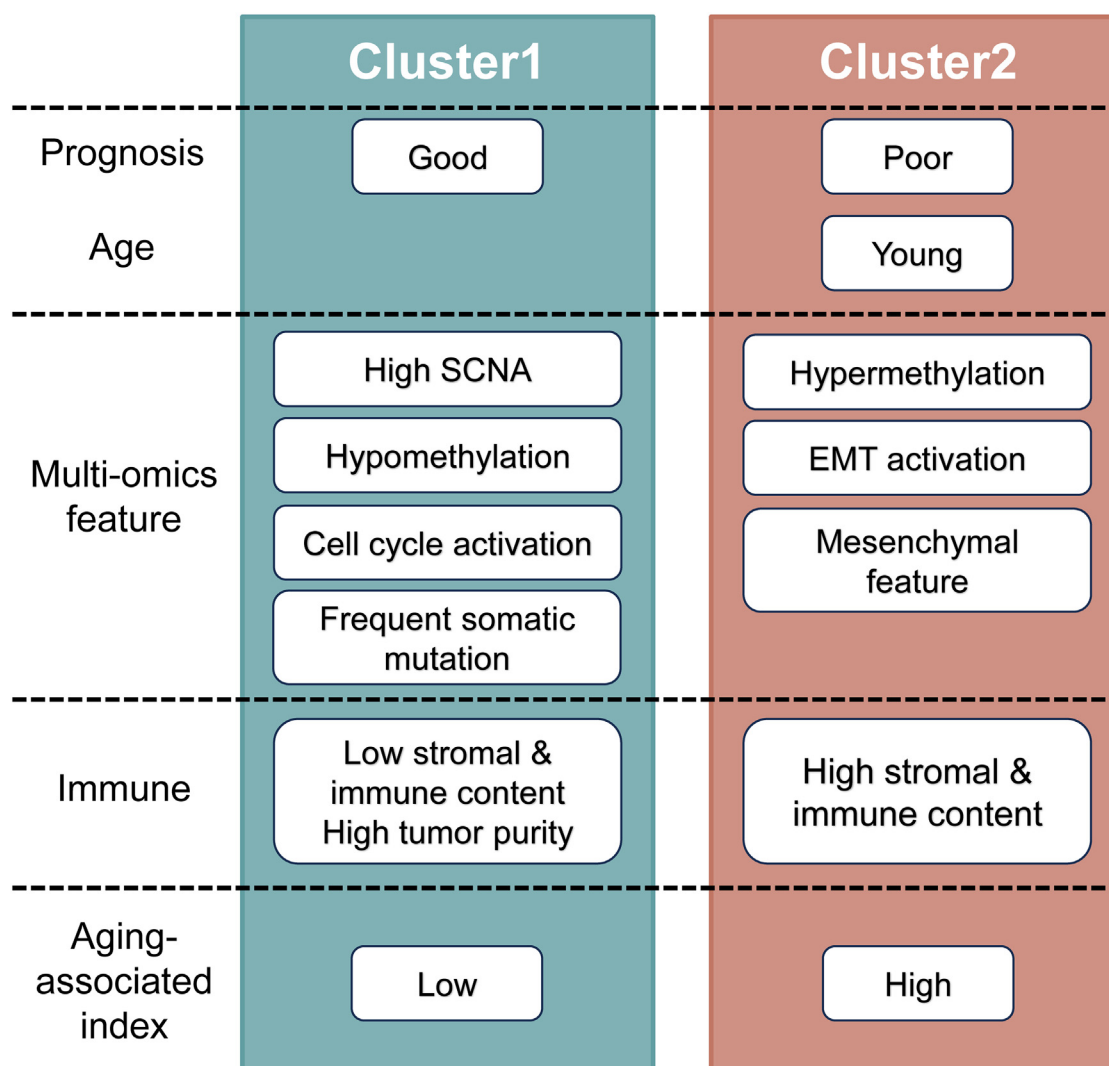 Cluster1
Cluster2
Prognosis
Good
Poor
Age
Young
Multi-omics
feature
High SCNA
Hypomethylation
Cell cycle activation
Frequent somatic
mutation
Hypermethylation
EMT activation
Mesenchymal
feature
Immune
Low stromal &
immune content
High tumor purity
High stromal &
immune content
Aging-
associated
index
Low
High